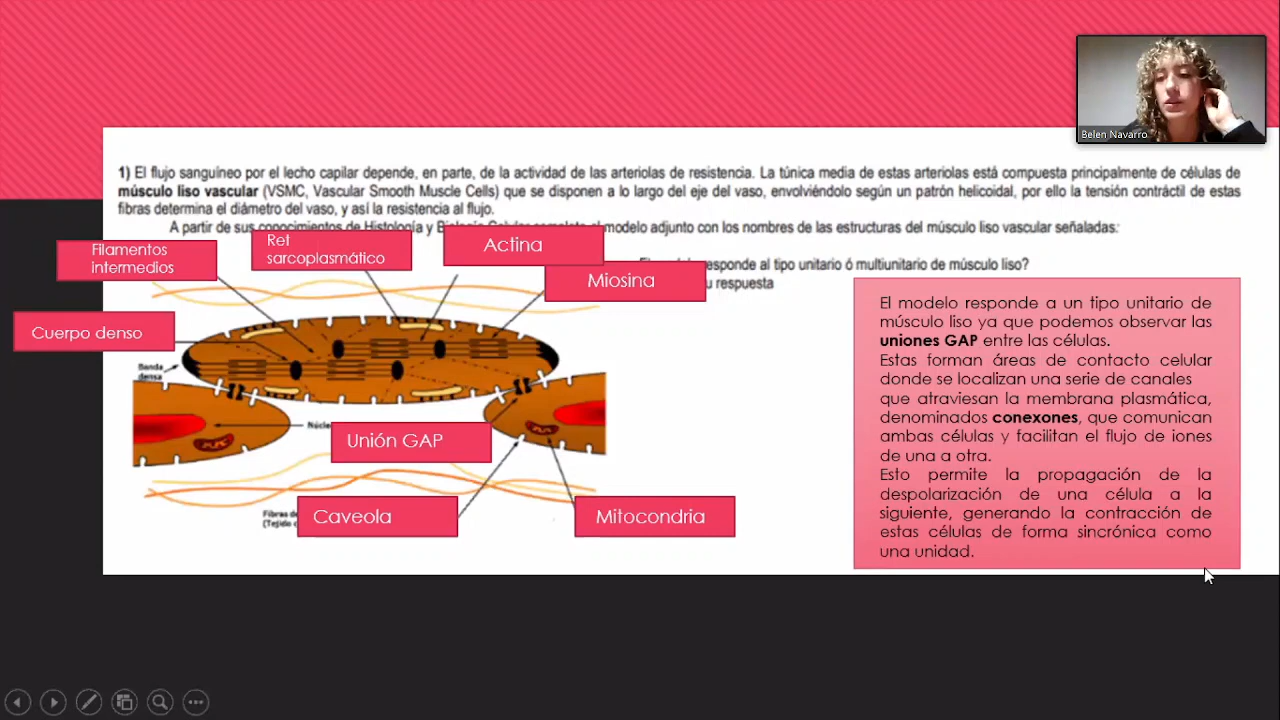 Belen Navarro
1) El flujo sanguíneo por el lecho capilar depende, en parte, de la actividad de las arteriolas de resistencia. La túnica media de estas arteriolas está compuesta principalmente de células de
músculo liso vascular (VSMC, Vascular Smooth Muscle Cells) que se disponen a lo largo del eje del vaso, envolviéndolo según un patrón helicoidal, por ello la tensión contráctil de estas
fibras determina el diámetro del vaso, y así la resistencia al flujo.
A partir de sus conocimientos de Histología y modelo adjunto con los nombres de las estructuras del músculo liso vascular señaladas:
responde al tipo unitario ó multiunitario de músculo liso?
u respuesta
Filamentos
intermedios
Ret
sarcoplasmático
Actina
Miosina
Cuerpo denso
Banda
densa
Unión GAP
Caveola
Mitocondria
El modelo responde a un tipo unitario de
músculo liso ya que podemos observar las
uniones GAP entre las células.
Estas forman áreas de contacto celular
donde se localizan una serie de canales
que atraviesan la membrana plasmática,
denominados conexones, que comunican
ambas células y facilitan el flujo de iones
de una a otra.
Esto permite la propagación de la
despolarización de una célula a la
siguiente, generando la contracción de
estas células de forma sincrónica como
una unidad.